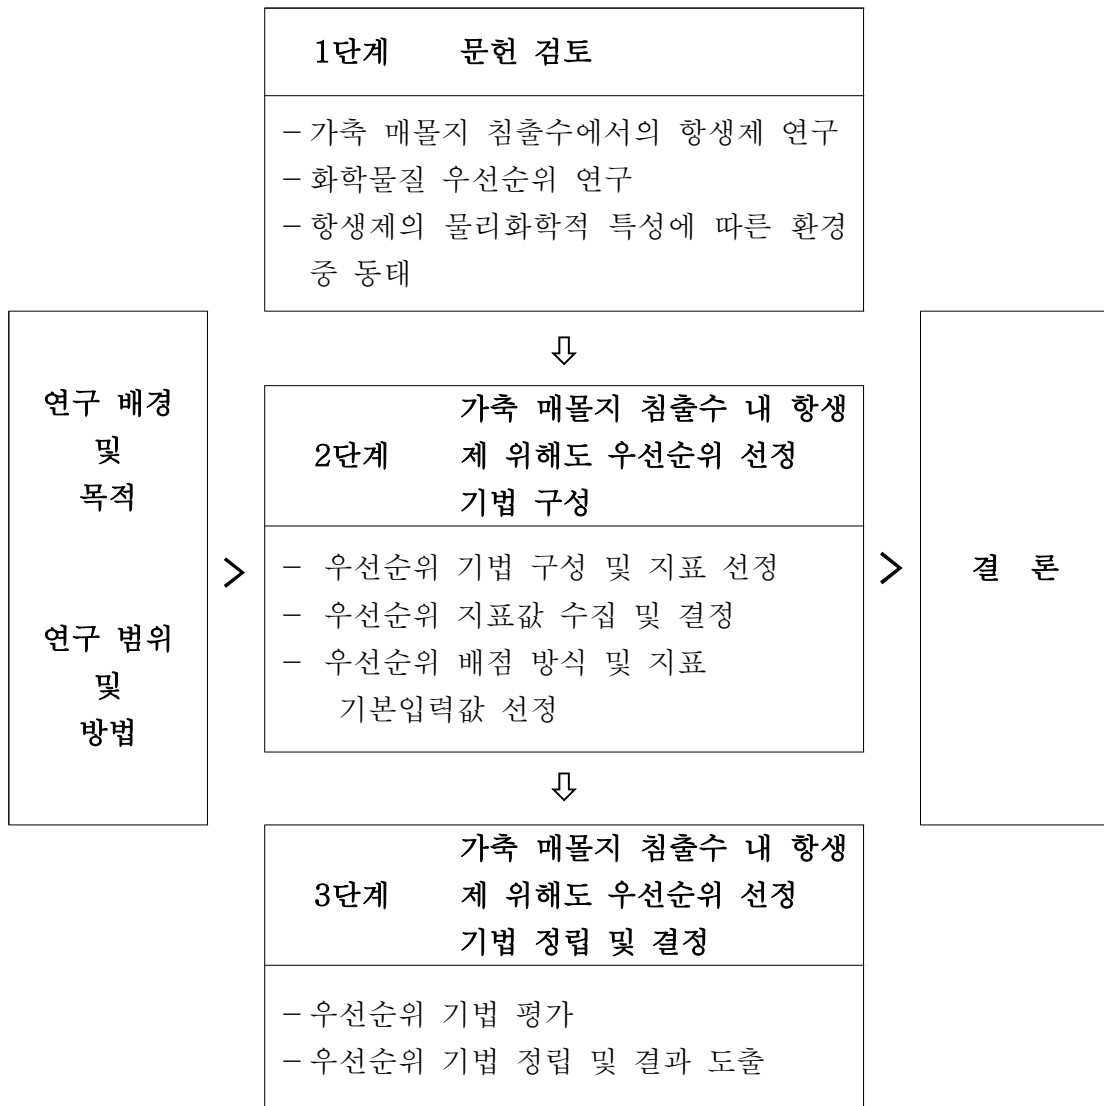 1단계 문헌 검토
- 가축 매몰지 침출수에서의 항생제 연구
- 화학물질 우선순위 연구
- 항생제의 물리화학적 특성에 따른 환경
중 동태
⇩
연구 배경
및
목적
연구 범위
및
방법
>
가축 매몰지 침출수 내 항생
2단계 제 위해도 우선순위 선정
기법 구성
- 우선순위 기법 구성 및 지표 선정
- 우선순위 지표값 수집 및 결정
- 우선순위 배점 방식 및 지표
기본입력값 선정
>
결 론
⇩
가축 매몰지 침출수 내 항생
3단계 제 위해도 우선순위 선정
기법 정립 및 결정
- 우선순위 기법 평가
- 우선순위 기법 정립 및 결과 도출